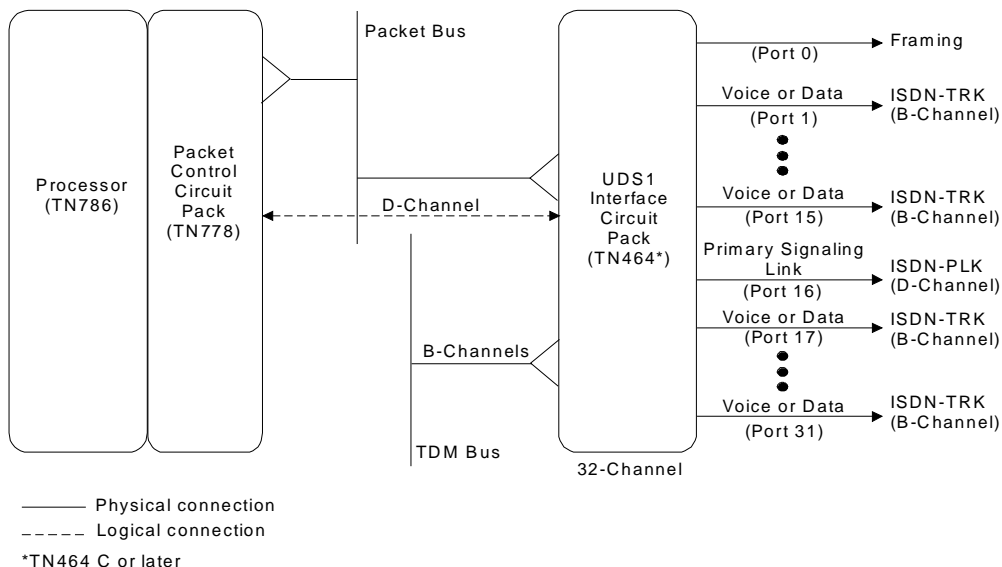 Processor
(TN786)
Packet
Control
Circuit
Pack
(TN778)
Packet Bus
D-Channel
B-Channels
TDM Bus
UDS1
Interface
Circuit
Pack
(TN464*)
32-Channel
(Port 0)
Framing
Voice or Data
(Port 1)
ISDN-TRK
(B-Channel)
Voice or Data
(Port 15)
ISDN-TRK
(B-Channel)
Primary Signaling
Link
(Port 16)
ISDN-PLK
(D-Channel)
Voice or Data
(Port 17)
ISDN-TRK
(B-Channel)
Voice or Data
(Port 31)
ISDN-TRK
(B-Channel)
Physical connection
Logical connection
*TN464 C or later